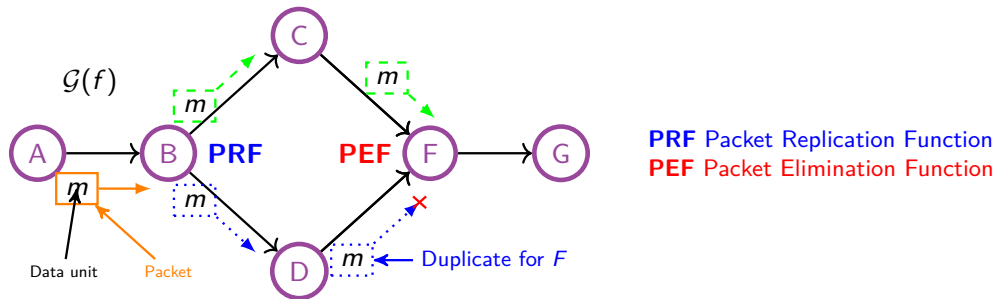 C
𝒢(f)
m
m
A
B
PRF
PEF
F
G
PRF Packet Replication Function
PEF Packet Elimination Function
m
m
D
m
Duplicate for F
Data unit
Packet